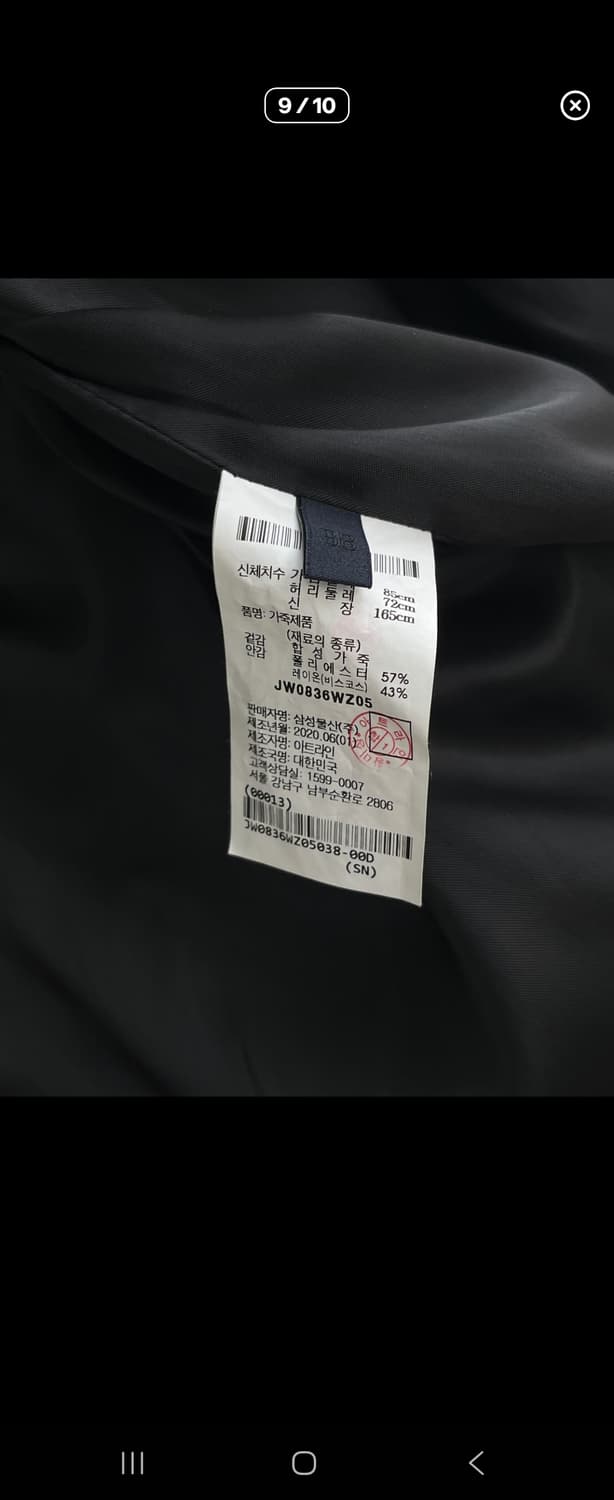 9 / 10
신체치수 가슴둘레 85cm
허리둘레 72cm
신 장 165cm
품명: 가죽제품
(재료의 종류)
겉감 합 성 가 죽
안감 폴 리 에 스 터 57%
레이온(비스코스) 43%
JW0836WZ05
판매자명: 삼성물산(주)
제조년월: 2020.06(01)
제조자명: 아트라인
제조국명: 대한민국
고객상담실: 1599-0007
서울 강남구 남부순환로 2806
(00013)
JW0836WZ05038-00D
(SN)